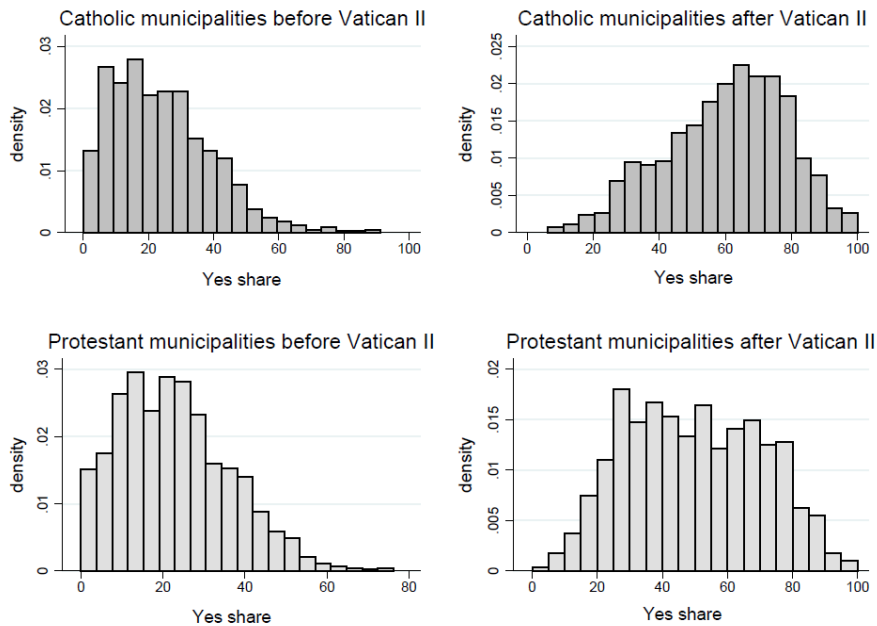 Catholic municipalities before Vatican II
.03
.02
.01
0
density
0 20 40 60 80 100
Yes share
Catholic municipalities after Vatican II
.025
.02
.015
.01
.005
0
density
0 20 40 60 80 100
Yes share
Protestant municipalities before Vatican II
.03
.02
.01
0
density
0 20 40 60 80
Yes share
Protestant municipalities after Vatican II
.02
.015
.01
.005
0
density
0 20 40 60 80 100
Yes share